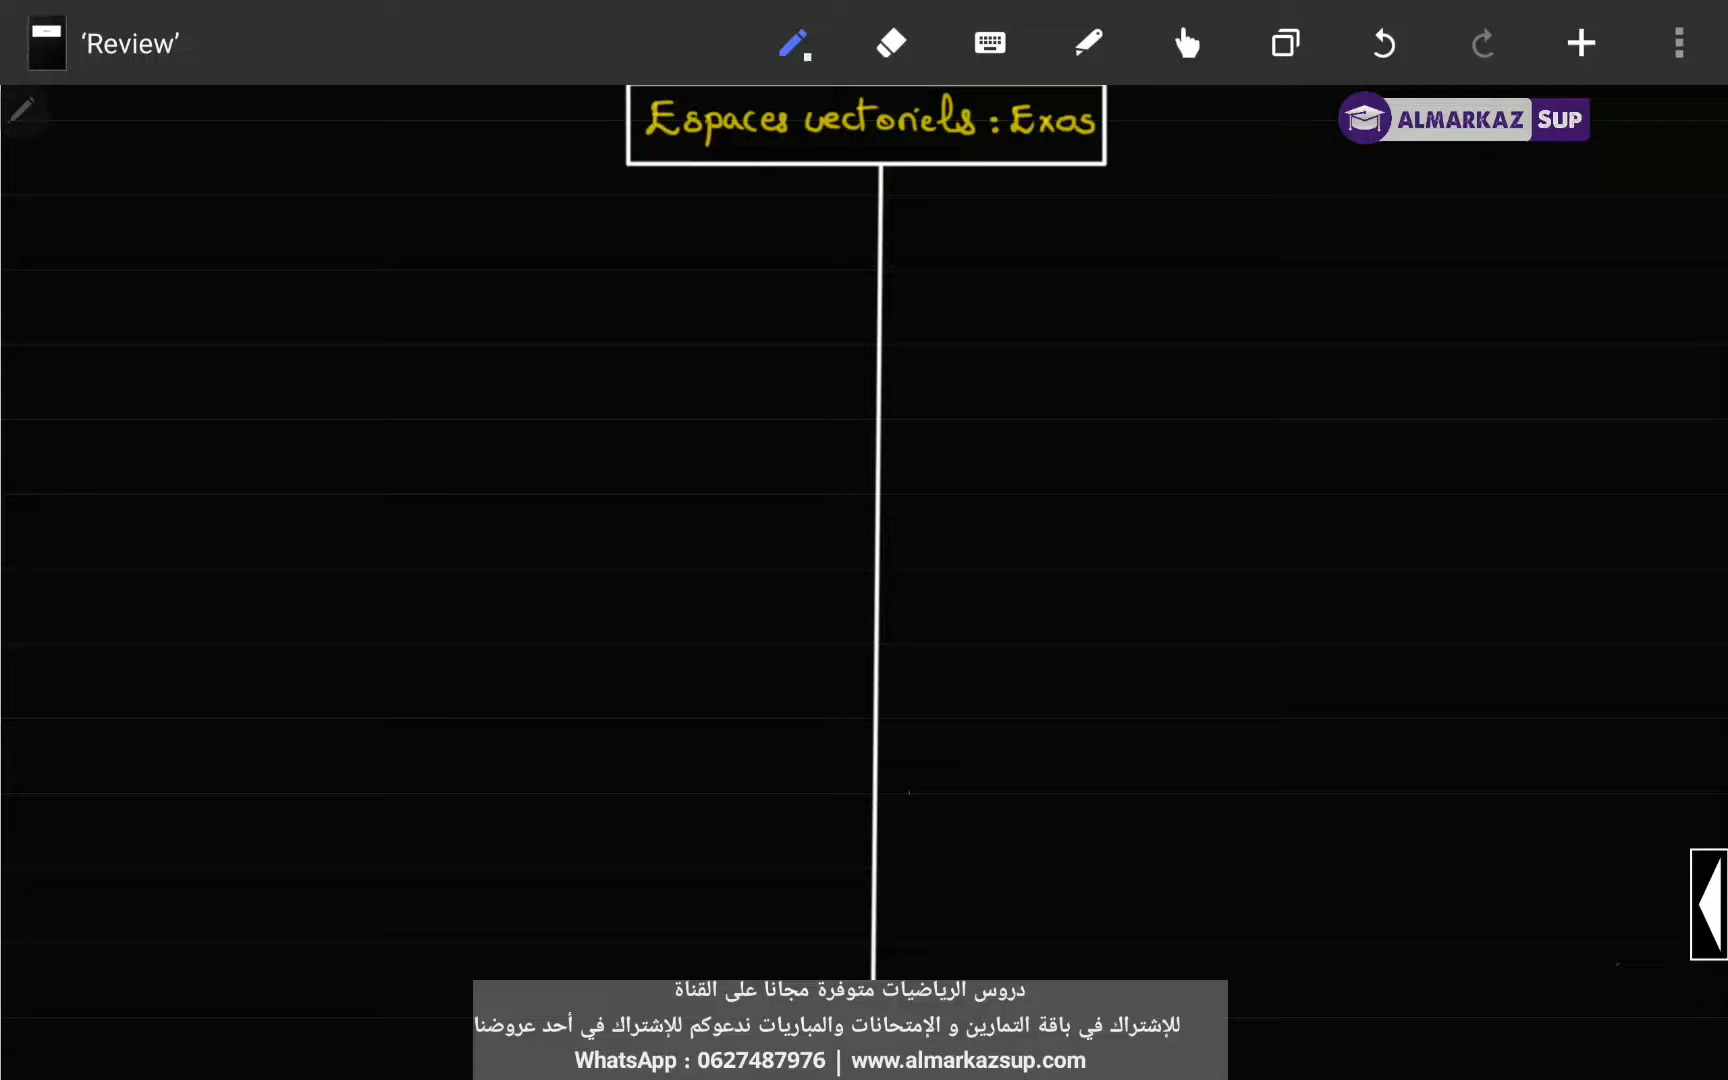 ‘Review’
Espaces vectoriels : Exos
ALMARKAZ SUP
دروس الرياضيات متوفرة مجانا على القناة
للإشتراك في باقة التمارين و الإمتحانات والمباريات ندعوكم للإشتراك في أحد عروضنا
WhatsApp : 0627487976 | www.almarkazsup.com